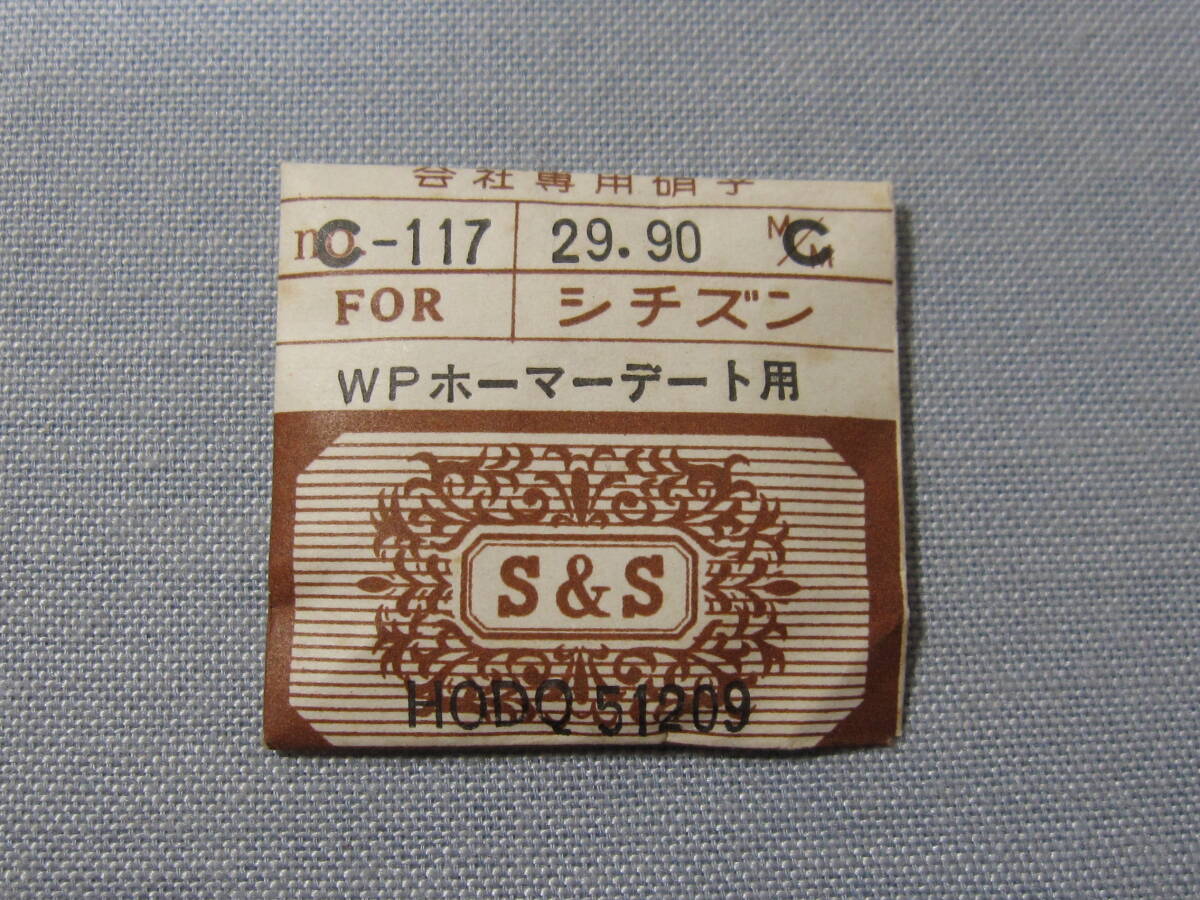 会社専用硝子
no. C-117 29.90 M/M C
FOR シチズン
WPホーマーデート用
S & S
HODQ 51209